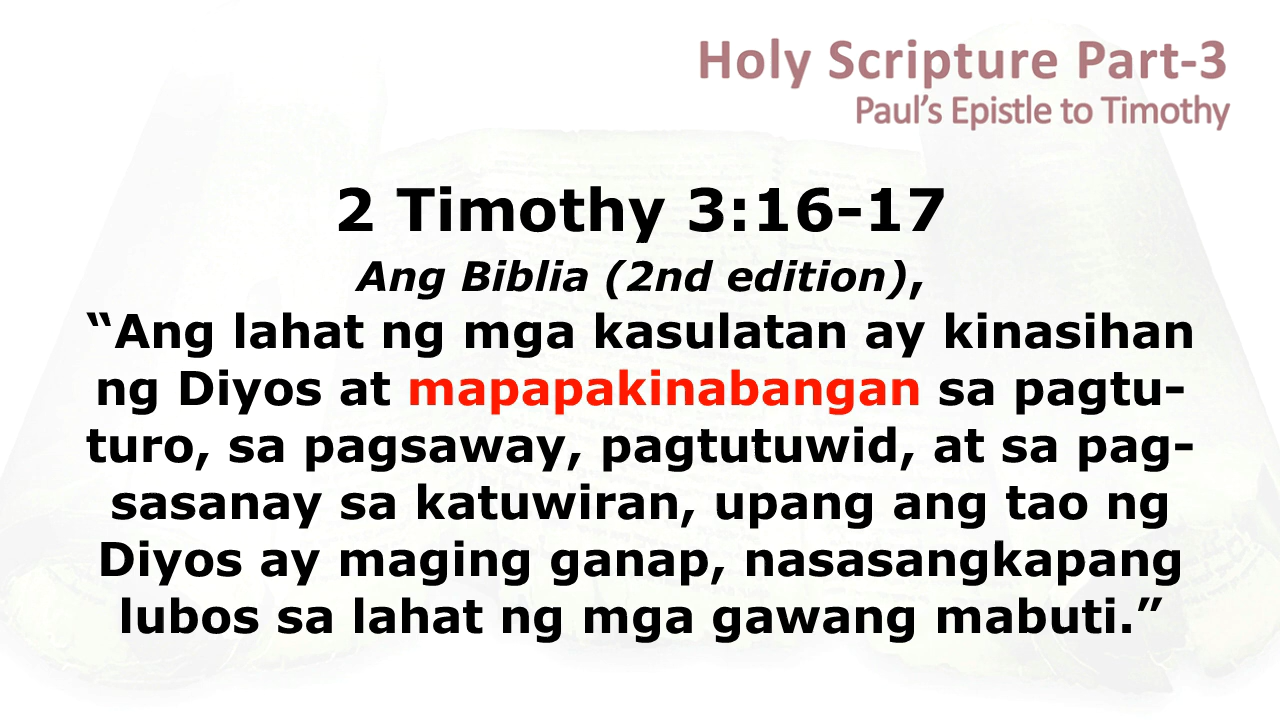 Holy Scripture Part-3
Paul’s Epistle to Timothy
2 Timothy 3:16-17
Ang Biblia (2nd edition),
“Ang lahat ng mga kasulatan ay kinasihan
ng Diyos at mapapakinabangan sa pagtu-
turo, sa pagsaway, pagtutuwid, at sa pag-
sasanay sa katuwiran, upang ang tao ng
Diyos ay maging ganap, nasasangkapang
lubos sa lahat ng mga gawang mabuti.”